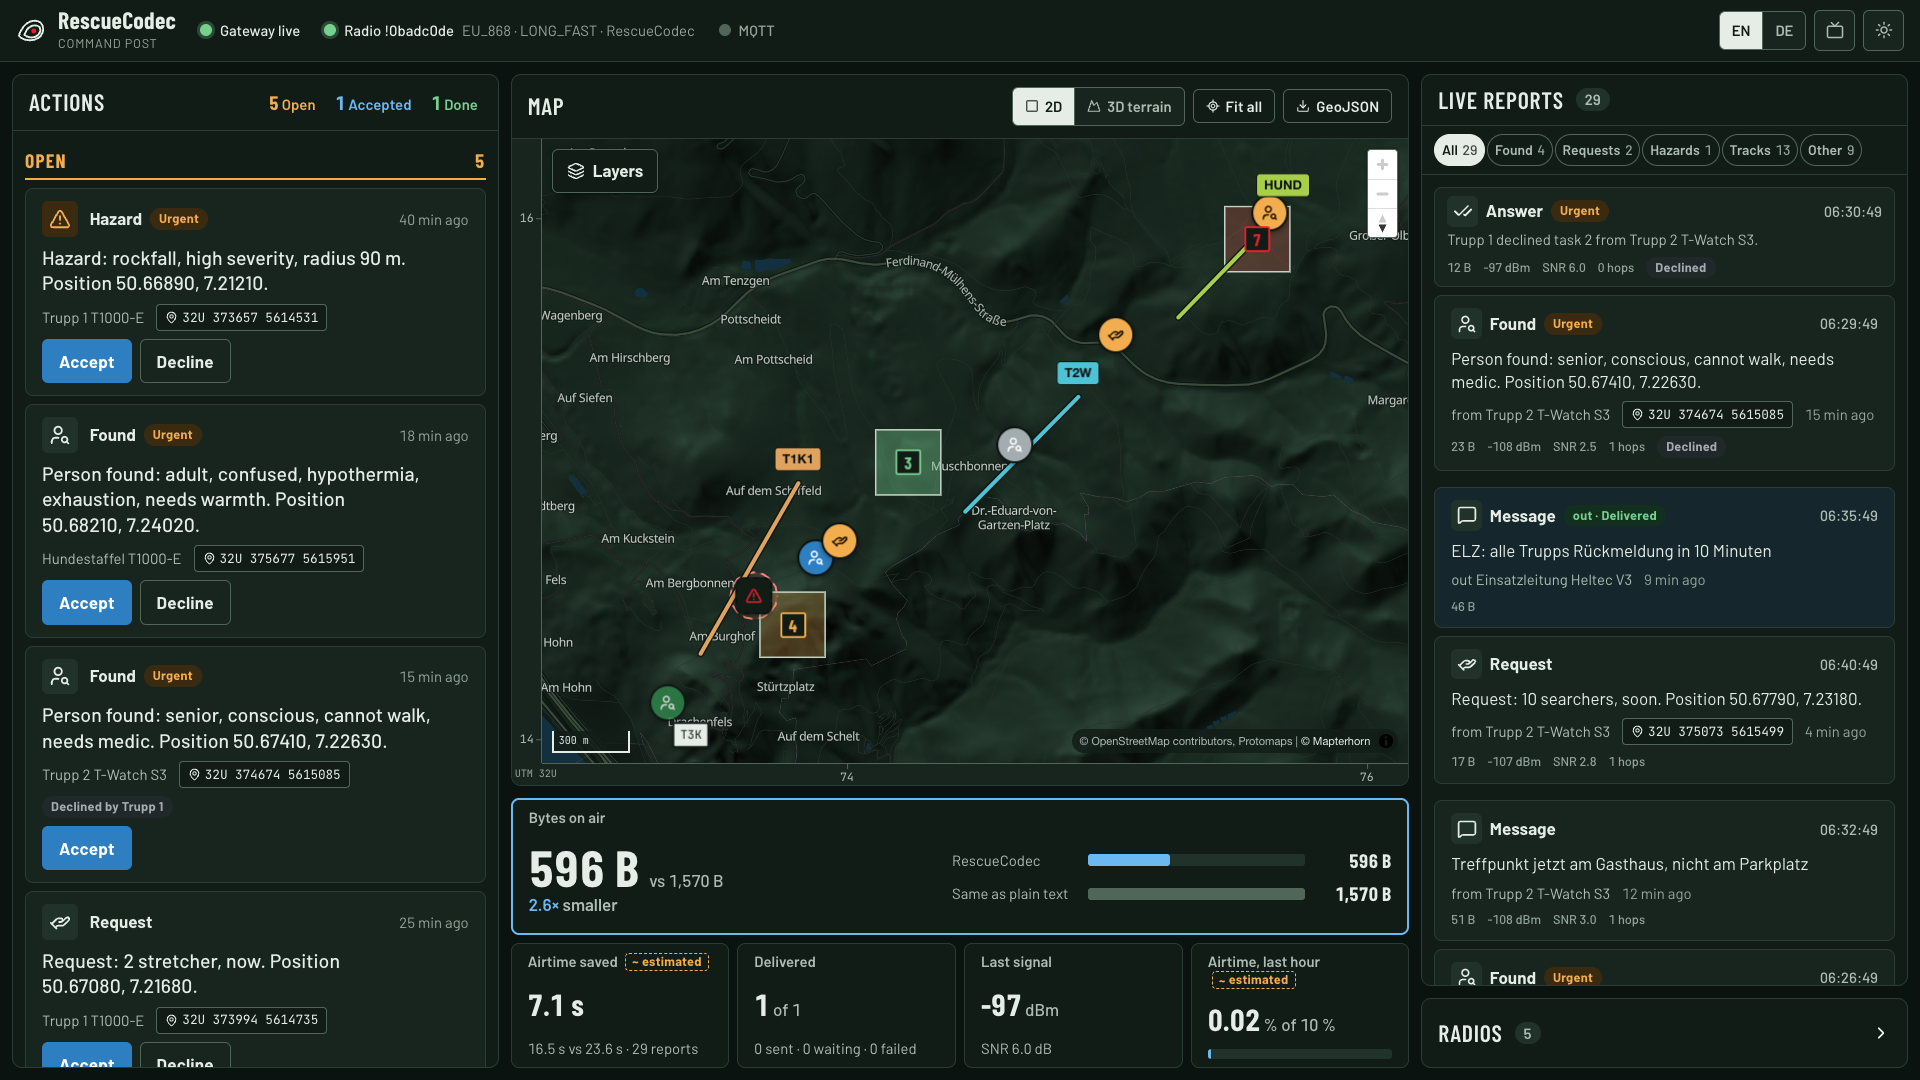 RescueCodec
COMMAND POST
Gateway live
Radio !0badc0de EU_868 · LONG_FAST · RescueCodec
MQTT
EN DE
ACTIONS
5 Open 1 Accepted 1 Done
OPEN 5
Hazard Urgent 40 min ago
Hazard: rockfall, high severity, radius 90 m.
Position 50.66890, 7.21210.
Trupp 1 T1000-E 32U 373657 5614531
Accept Decline
Found Urgent 18 min ago
Person found: adult, confused, hypothermia,
exhaustion, needs warmth. Position
50.68210, 7.24020.
Hundestaffel T1000-E 32U 375677 5615951
Accept Decline
Found Urgent 15 min ago
Person found: senior, conscious, cannot walk,
needs medic. Position 50.67410, 7.22630.
Trupp 2 T-Watch S3 32U 374674 5615085
Declined by Trupp 1
Accept
Request 25 min ago
Request: 2 stretcher, now. Position
50.67080, 7.21680.
Trupp 1 T1000-E 32U 373994 5614735
Accept Decline
MAP
2D 3D terrain Fit all GeoJSON
Layers
HUND
16
7
Ferdinand-Mülhens-Straße
Am Tenzgen
Wagenberg
Pottscheidt
Am Hirschberg
Am Pottscheid
T2W
Auf Siefen
Margar
erg
T1K1
3
Muschbonnen
Auf dem Schifeld
dtberg
Dr.-Eduard-von-
Gartzen-Platz
Am Kuckstein
Fels
Am Bergbonnen
4
Hohn
Am Burghof
Am Hohn
Stürtzplatz
Drachenfels
T3K
Auf dem Schelt
14
300 m
© OpenStreetMap contributors, Protomaps | © Mapterhorn
UTM 32U
74
76
Bytes on air
596 B vs 1,570 B
2.6× smaller
RescueCodec 596 B
Same as plain text 1,570 B
Airtime saved ~ estimated
7.1 s
16.5 s vs 23.6 s · 29 reports
Delivered
1 of 1
0 sent · 0 waiting · 0 failed
Last signal
-97 dBm
SNR 6.0 dB
Airtime, last hour
~ estimated
0.02 % of 10 %
LIVE REPORTS 29
All 29 Found 4 Requests 2 Hazards 1 Tracks 13 Other 9
Answer Urgent 06:30:49
Trupp 1 declined task 2 from Trupp 2 T-Watch S3.
12 B -97 dBm SNR 6.0 0 hops Declined
Found Urgent 06:29:49
Person found: senior, conscious, cannot walk, needs
medic. Position 50.67410, 7.22630.
from Trupp 2 T-Watch S3 32U 374674 5615085 15 min ago
23 B -108 dBm SNR 2.5 1 hops Declined
Message out · Delivered 06:35:49
ELZ: alle Trupps Rückmeldung in 10 Minuten
out Einsatzleitung Heltec V3 9 min ago
46 B
Request 06:40:49
Request: 10 searchers, soon. Position 50.67790, 7.23180.
from Trupp 2 T-Watch S3 32U 375073 5615499 4 min ago
17 B -107 dBm SNR 2.8 1 hops
Message 06:32:49
Treffpunkt jetzt am Gasthaus, nicht am Parkplatz
from Trupp 2 T-Watch S3 12 min ago
51 B -108 dBm SNR 3.0 1 hops
Found Urgent 06:26:49
RADIOS 5